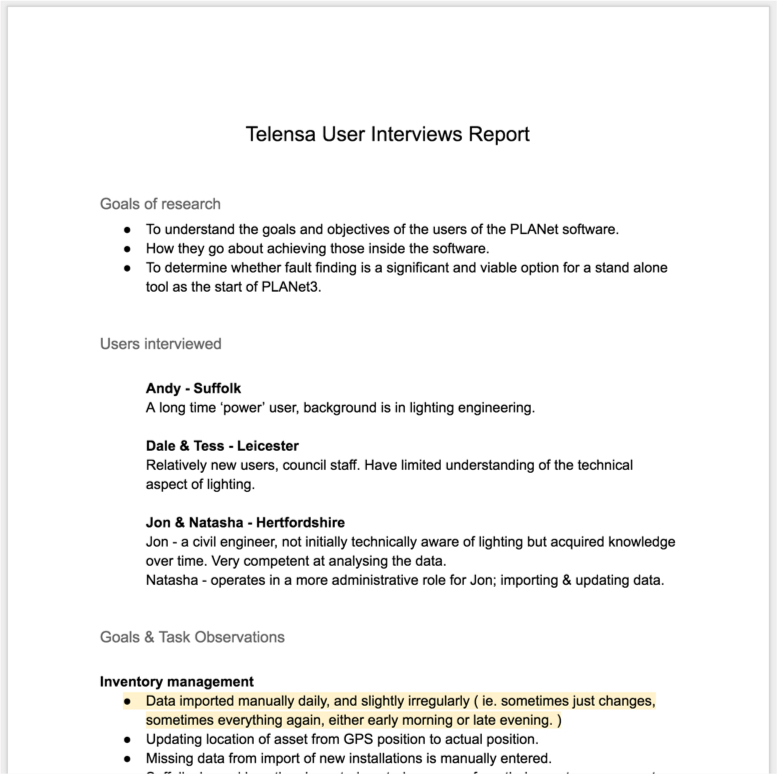 Telensa User Interviews Report
Goals of research
● To understand the goals and objectives of the users of the PLANet software.
● How they go about achieving those inside the software.
● To determine whether fault finding is a significant and viable option for a stand alone
tool as the start of PLANet3.
Users interviewed
Andy - Suffolk
A long time ‘power’ user, background is in lighting engineering.
Dale & Tess - Leicester
Relatively new users, council staff. Have limited understanding of the technical
aspect of lighting.
Jon & Natasha - Hertfordshire
Jon - a civil engineer, not initially technically aware of lighting but acquired knowledge
over time. Very competent at analysing the data.
Natasha - operates in a more administrative role for Jon; importing & updating data.
Goals & Task Observations
Inventory management
● Data imported manually daily, and slightly irregularly ( ie. sometimes just changes,
sometimes everything again, either early morning or late evening. )
● Updating location of asset from GPS position to actual position.
● Missing data from import of new installations is manually entered.